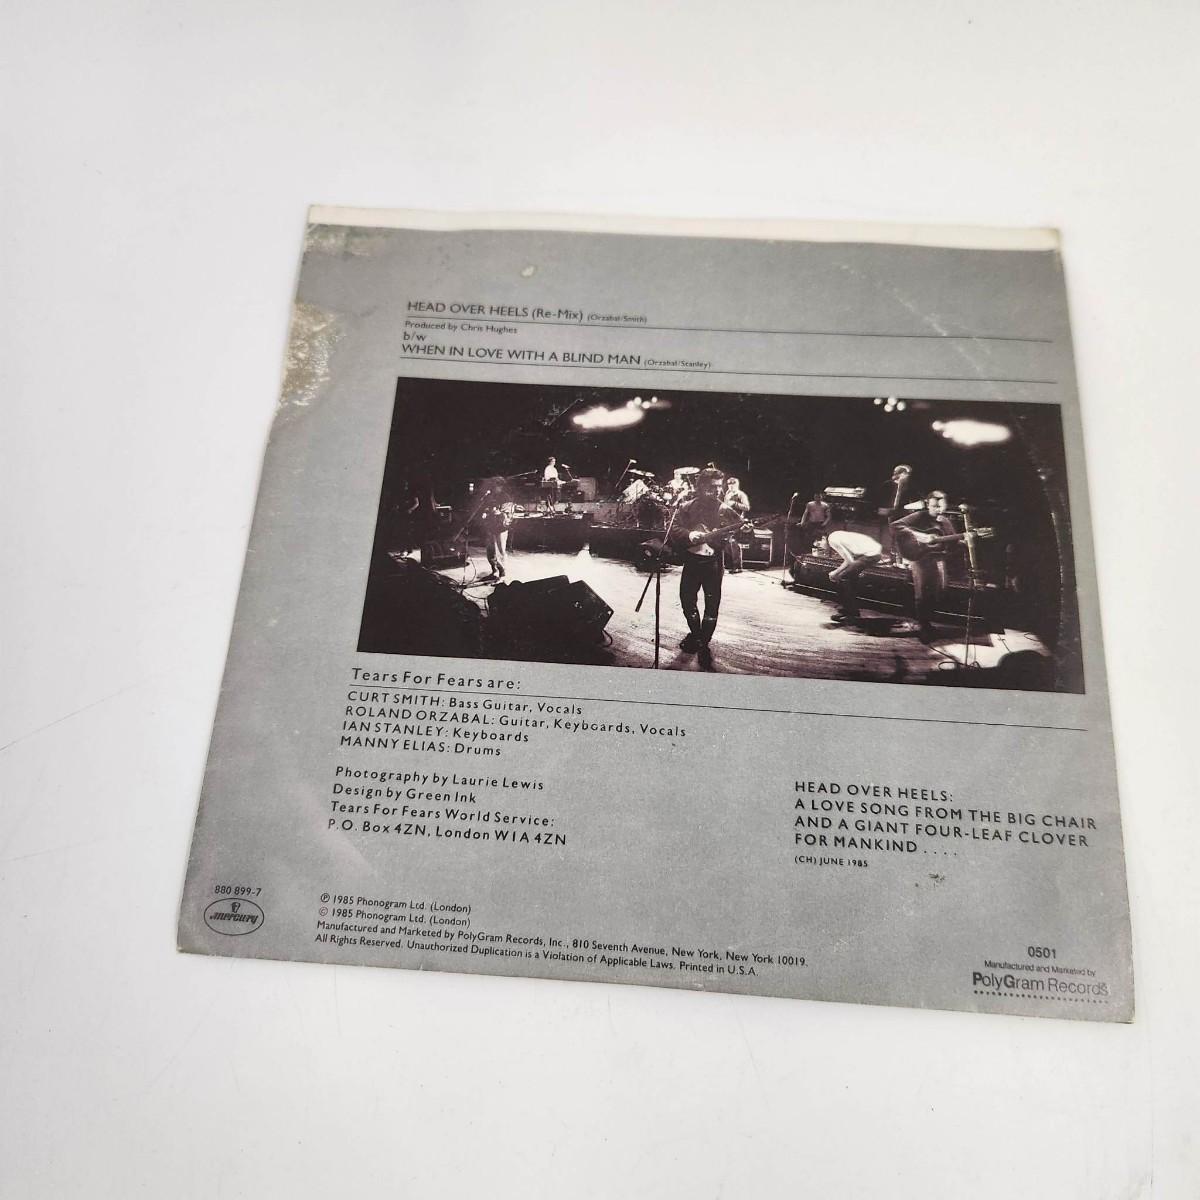 HEAD OVER HEELS (Re-Mix) (Orzabal/Smith)
Produced by Chris Hughes
b/w
WHEN IN LOVE WITH A BLIND MAN (Orzabal/Stanley)
Tears For Fears are:
CURT SMITH: Bass Guitar, Vocals
ROLAND ORZABAL: Guitar, Keyboards, Vocals
IAN STANLEY: Keyboards
MANNY ELIAS: Drums
Photography by Laurie Lewis
Design by Green Ink
Tears For Fears World Service:
P.O. Box 4ZN, London W1A 4ZN
HEAD OVER HEELS:
A LOVE SONG FROM THE BIG CHAIR
AND A GIANT FOUR-LEAF CLOVER
FOR MANKIND ....
(CH) JUNE 1985
880 899-7
mercury
℗ 1985 Phonogram Ltd. (London)
© 1985 Phonogram Ltd. (London)
Manufactured and Marketed by PolyGram Records, Inc., 810 Seventh Avenue, New York, New York 10019.
All Rights Reserved. Unauthorized Duplication is a Violation of Applicable Laws. Printed in U.S.A.
0501
Manufactured and Marketed by
PolyGram Records